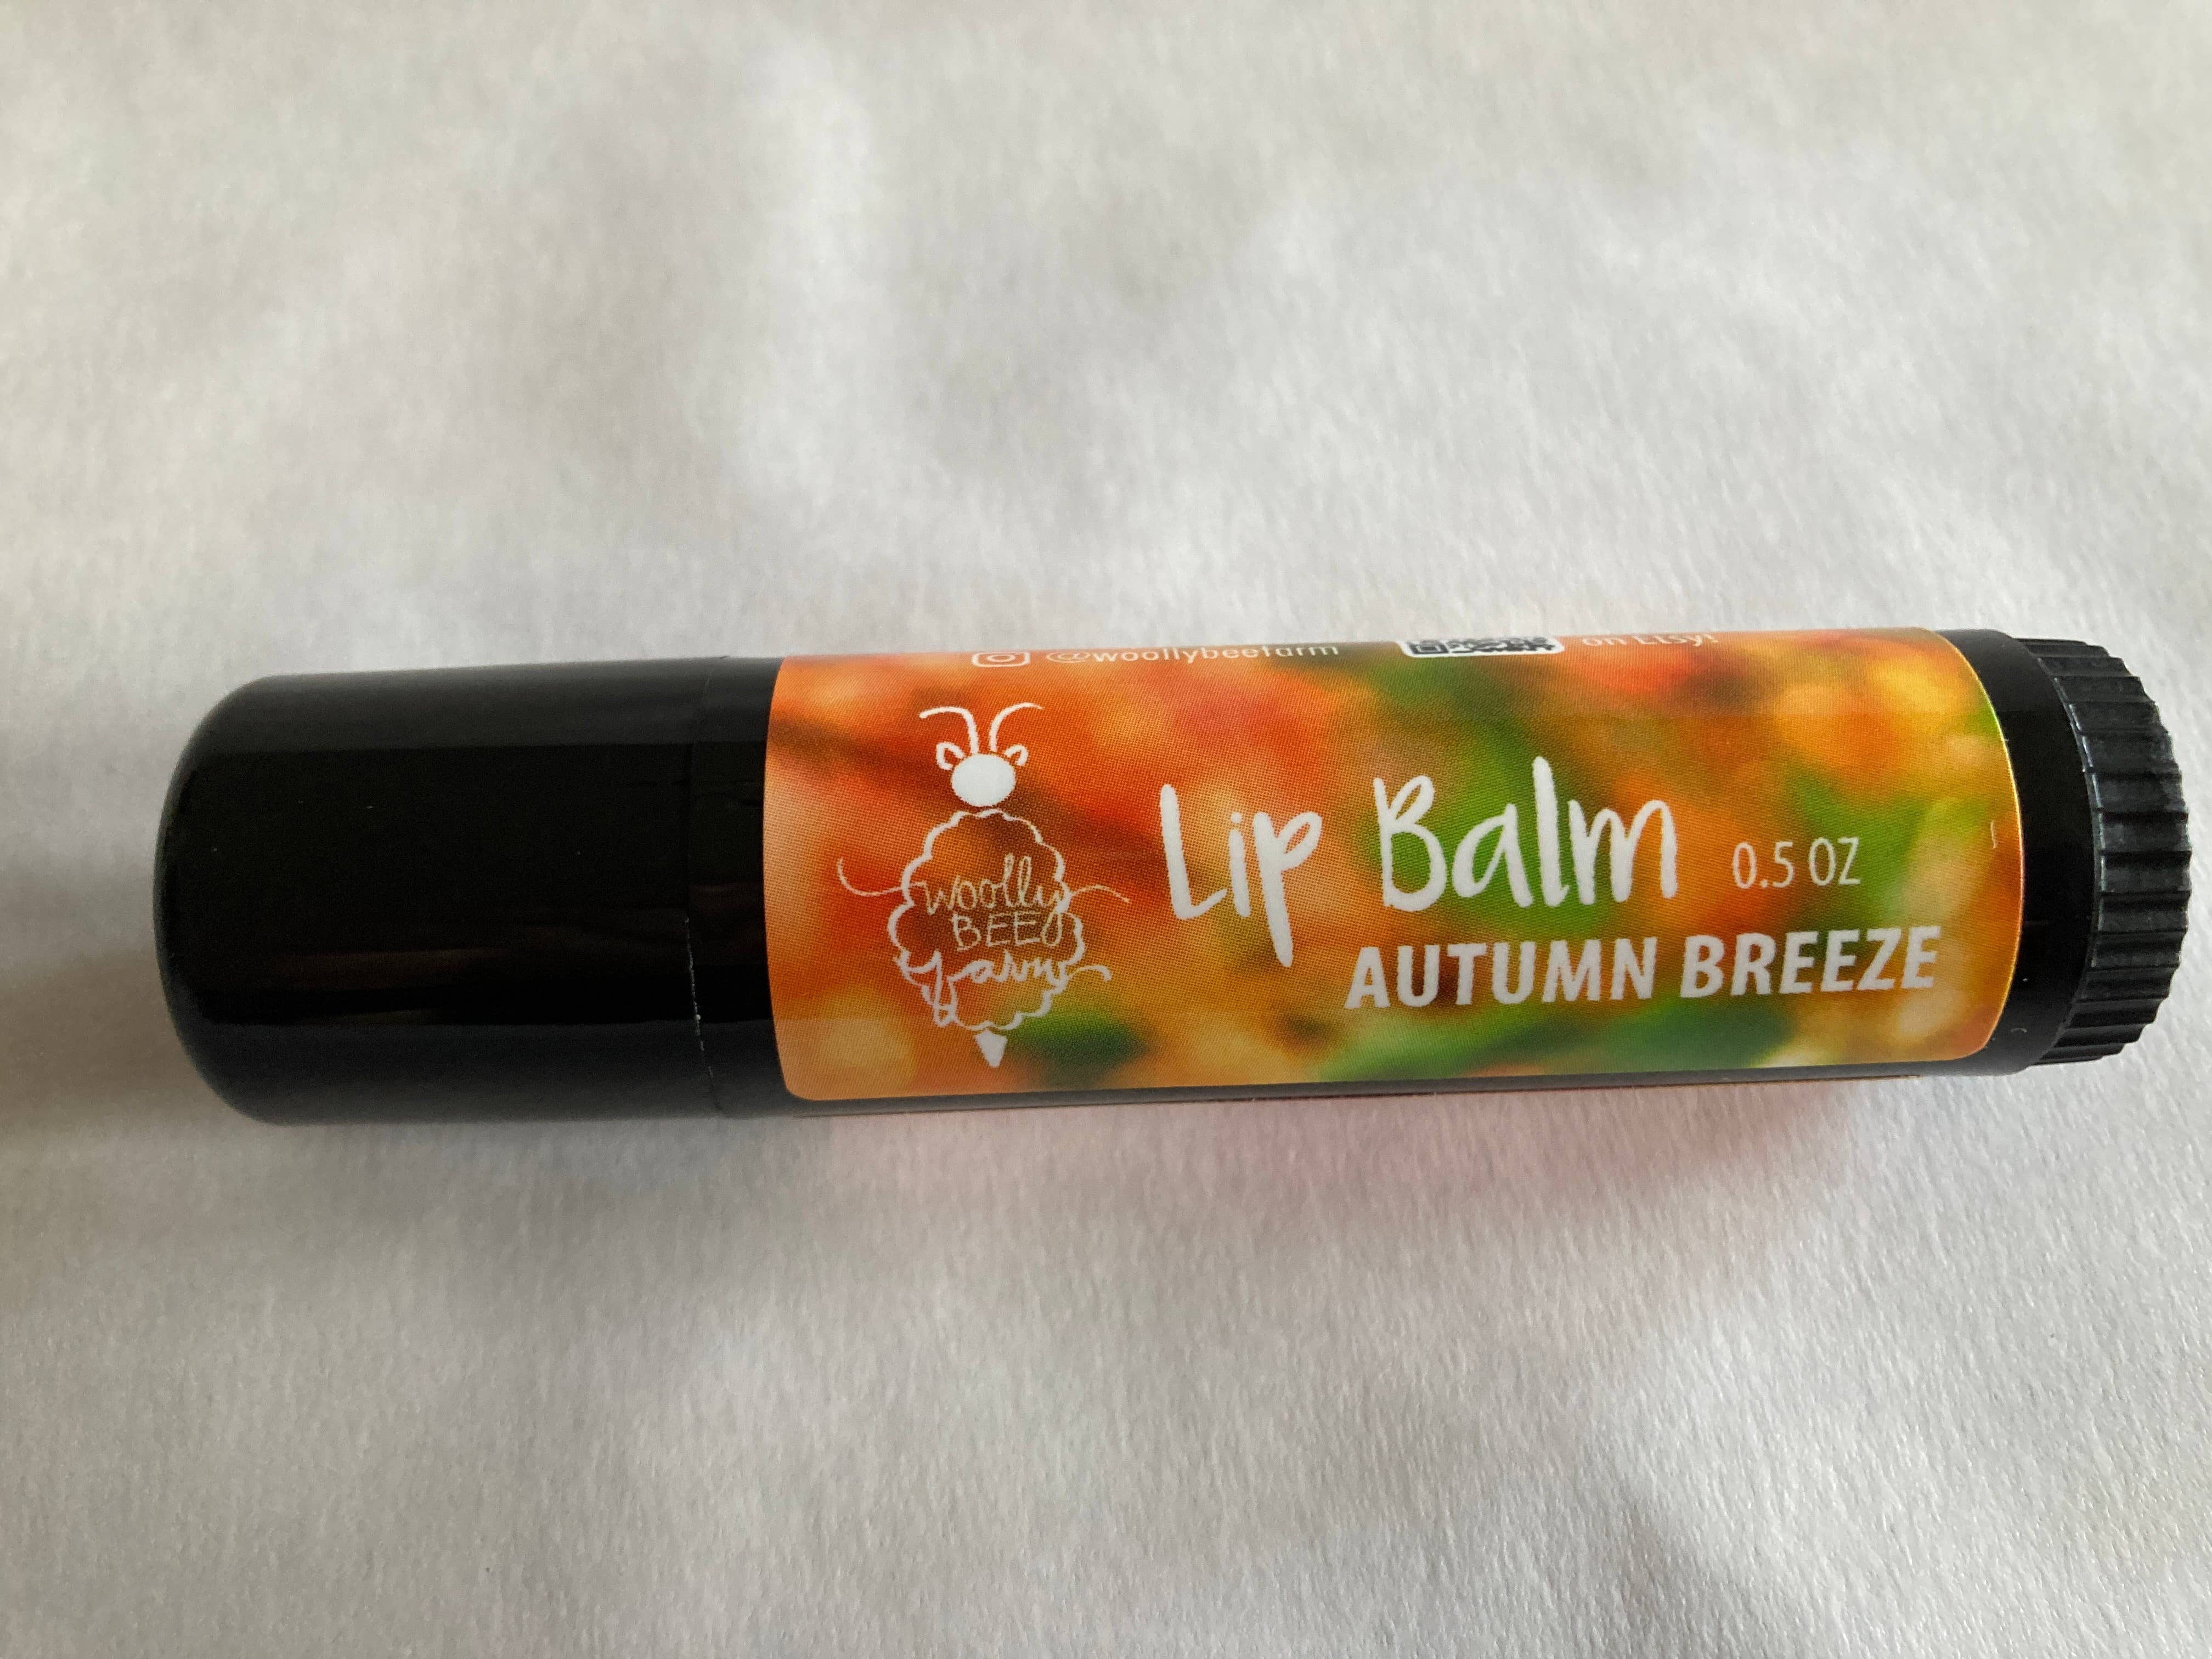 @woollybeefarm
on Etsy!
woolly
BEE
farm
Lip Balm 0.5 OZ
AUTUMN BREEZE